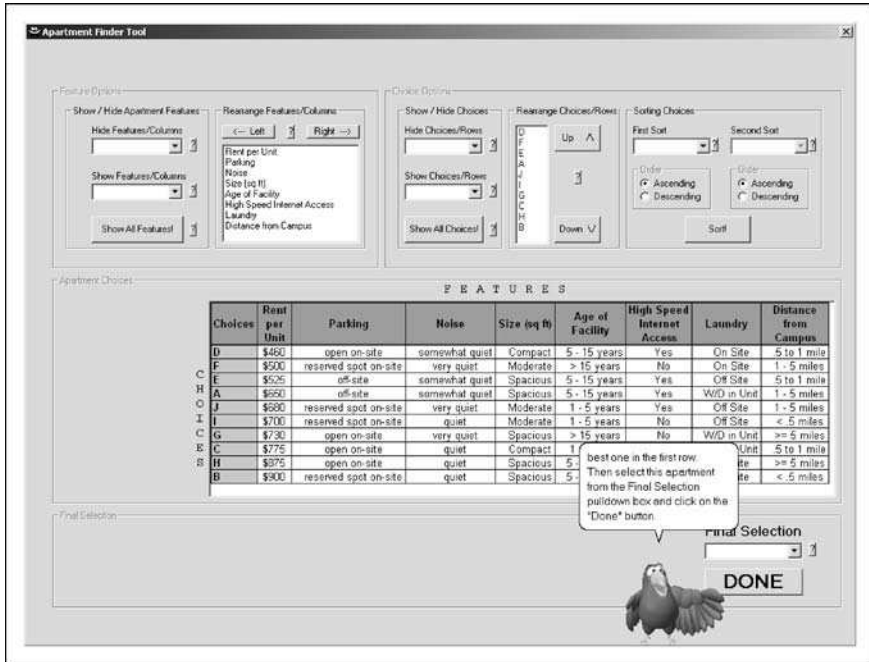 Apartment Finder Tool
Feature Options
Choice Options
Show / Hide Apartment Features
Rearrange Features/Columns
Show / Hide Choices
Rearrange Choices/Rows
Sorting Choices
Hide Features/Columns
<-- Left ? Right -->
Hide Choices/Rows
Up Λ
First Sort
Second Sort
?
Rent per Unit
Parking
Noise
Size (sq ft)
Age of Facility
High Speed Internet Access
Laundry
Distance from Campus
?
D
F
E
A
J
I
G
C
H
B
?
? ?
Show Features/Columns
?
Show Choices/Rows
?
Order
Order
Ascending
Descending
Ascending
Descending
Show All Features! ?
Show All Choices! ?
Down V
Sort!
Apartment Choices
F E A T U R E S
C H O I C E S
Choices Rent per Unit Parking Noise Size (sq ft) Age of Facility High Speed Internet Access Laundry Distance from Campus
D $460 open on-site somewhat quiet Compact 5 - 15 years Yes On Site .5 to 1 mile
F $500 reserved spot on-site very quiet Moderate > 15 years No On Site 1 - 5 miles
E $525 off-site somewhat quiet Spacious 5 - 15 years Yes Off Site .5 to 1 mile
A $650 off-site somewhat quiet Spacious 5 - 15 years Yes W/D in Unit 1 - 5 miles
J $680 reserved spot on-site very quiet Moderate 1 - 5 years Yes Off Site 1 - 5 miles
I $700 reserved spot on-site quiet Moderate 1 - 5 years No Off Site < .5 miles
G $730 open on-site very quiet Spacious > 15 years No W/D in Unit >= 5 miles
C $775 open on-site quiet Compact 1 .5 to 1 mile
H $875 open on-site quiet Spacious 5 - >= 5 miles
B $900 reserved spot on-site quiet Spacious 5 - < .5 miles
best one in the first row.
Then select this apartment
from the Final Selection
pulldown box and click on the
"Done" button.
Final Selection
Final Selection
?
DONE